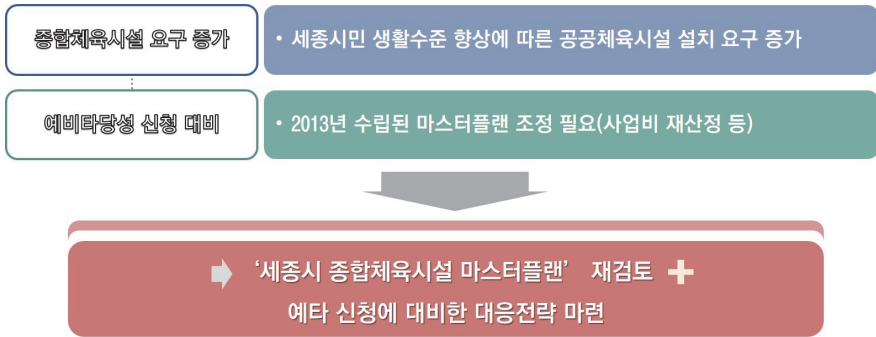 종합체육시설 요구 증가
• 세종시민 생활수준 향상에 따른 공공체육시설 설치 요구 증가
예비타당성 신청 대비
• 2013년 수립된 마스터플랜 조정 필요(사업비 재산정 등)
‘세종시 종합체육시설 마스터플랜’ 재검토
예타 신청에 대비한 대응전략 마련